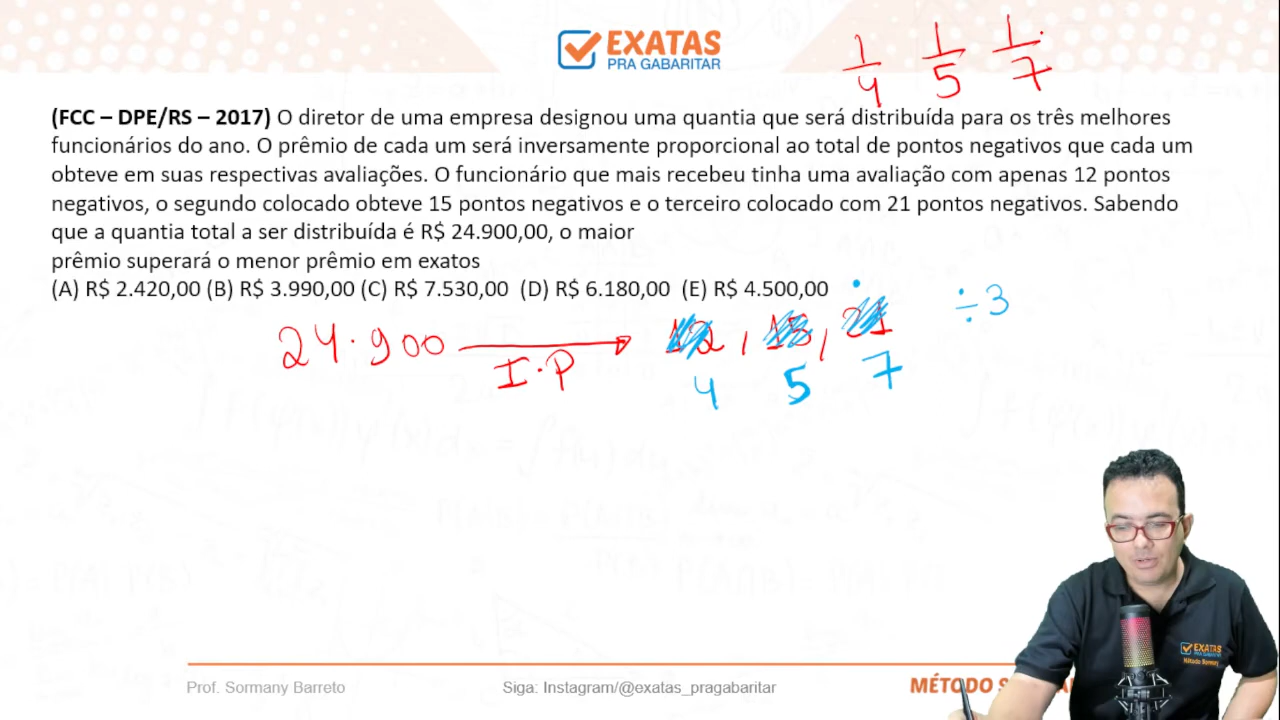 EXATAS
PRA GABARITAR
1/4 1/5 1/7
(FCC – DPE/RS – 2017) O diretor de uma empresa designou uma quantia que será distribuída para os três melhores
funcionários do ano. O prêmio de cada um será inversamente proporcional ao total de pontos negativos que cada um
obteve em suas respectivas avaliações. O funcionário que mais recebeu tinha uma avaliação com apenas 12 pontos
negativos, o segundo colocado obteve 15 pontos negativos e o terceiro colocado com 21 pontos negativos. Sabendo
que a quantia total a ser distribuída é R$ 24.900,00, o maior
prêmio superará o menor prêmio em exatos
(A) R$ 2.420,00 (B) R$ 3.990,00 (C) R$ 7.530,00 (D) R$ 6.180,00 (E) R$ 4.500,00
24.900 → 12, 15, 21 ÷3
I.P
4 5 7
EXATAS
PRA GABARITAR
Método Sormany
Prof. Sormany Barreto
Siga: Instagram/@exatas_pragabaritar
MÉTODO S